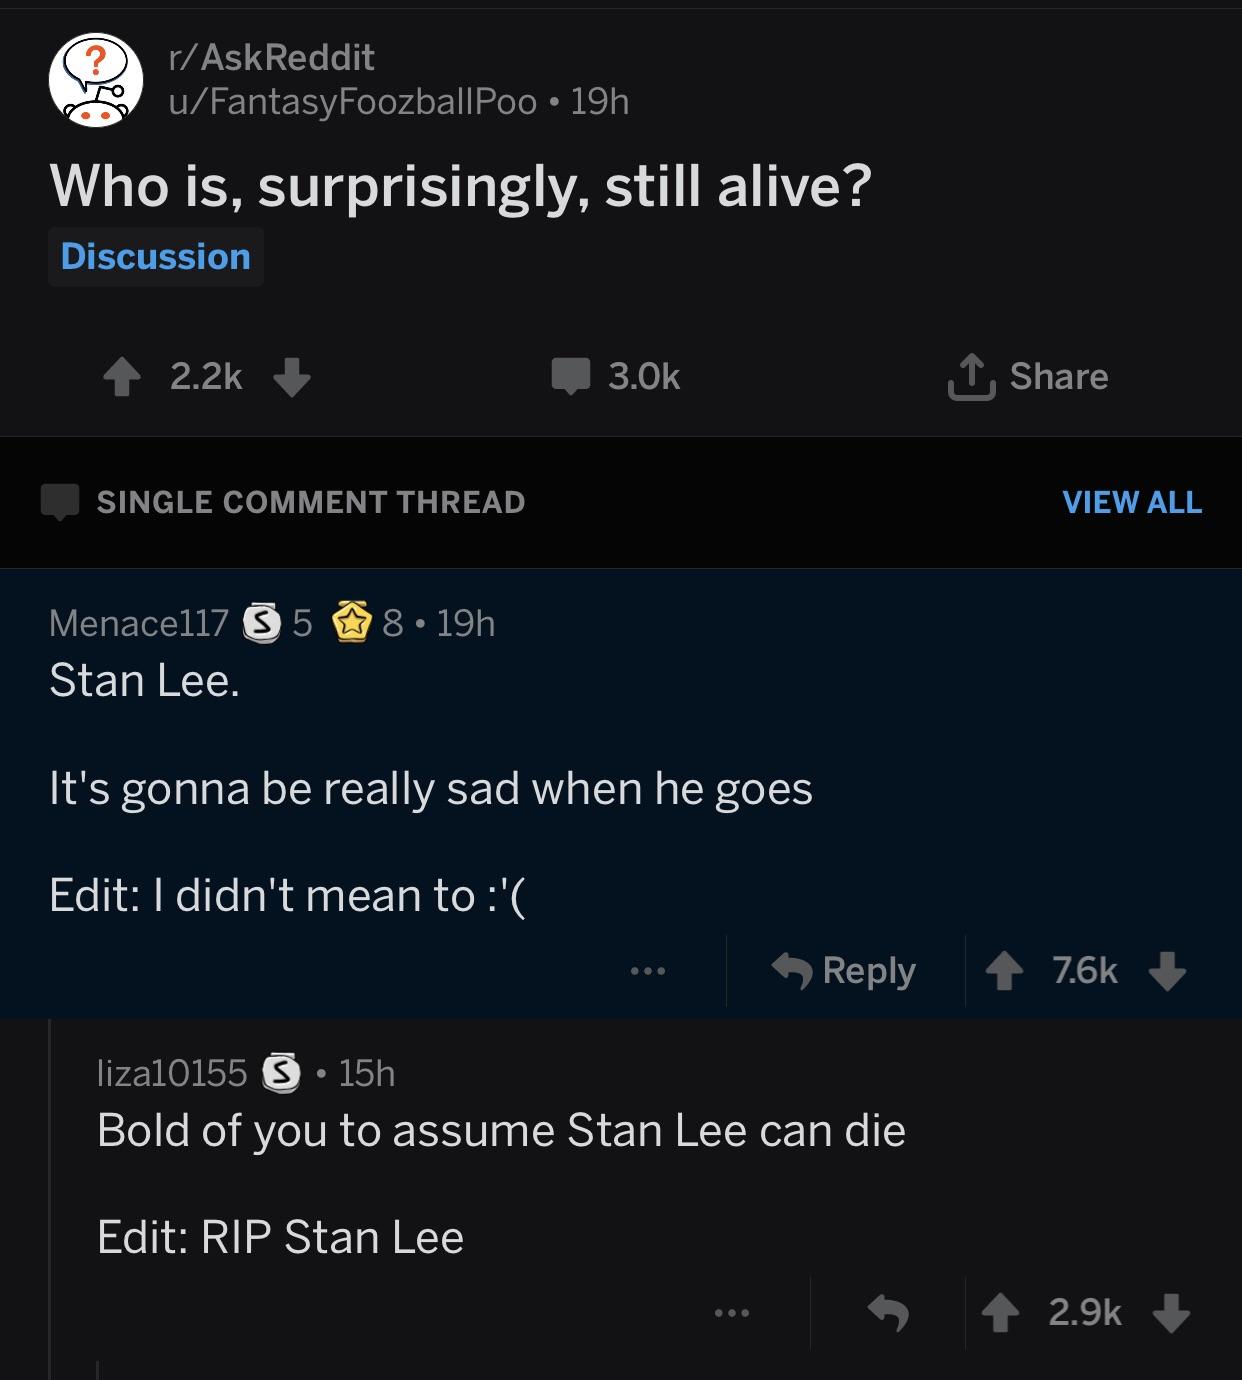 r/AskReddit
u/FantasyFoozballPoo • 19h
Who is, surprisingly, still alive?
Discussion
2.2k 3.0k Share
SINGLE COMMENT THREAD VIEW ALL
Menace117 S 5 8 • 19h
Stan Lee.
It's gonna be really sad when he goes
Edit: I didn't mean to :'(
... Reply 7.6k
liza10155 S • 15h
Bold of you to assume Stan Lee can die
Edit: RIP Stan Lee
... 2.9k